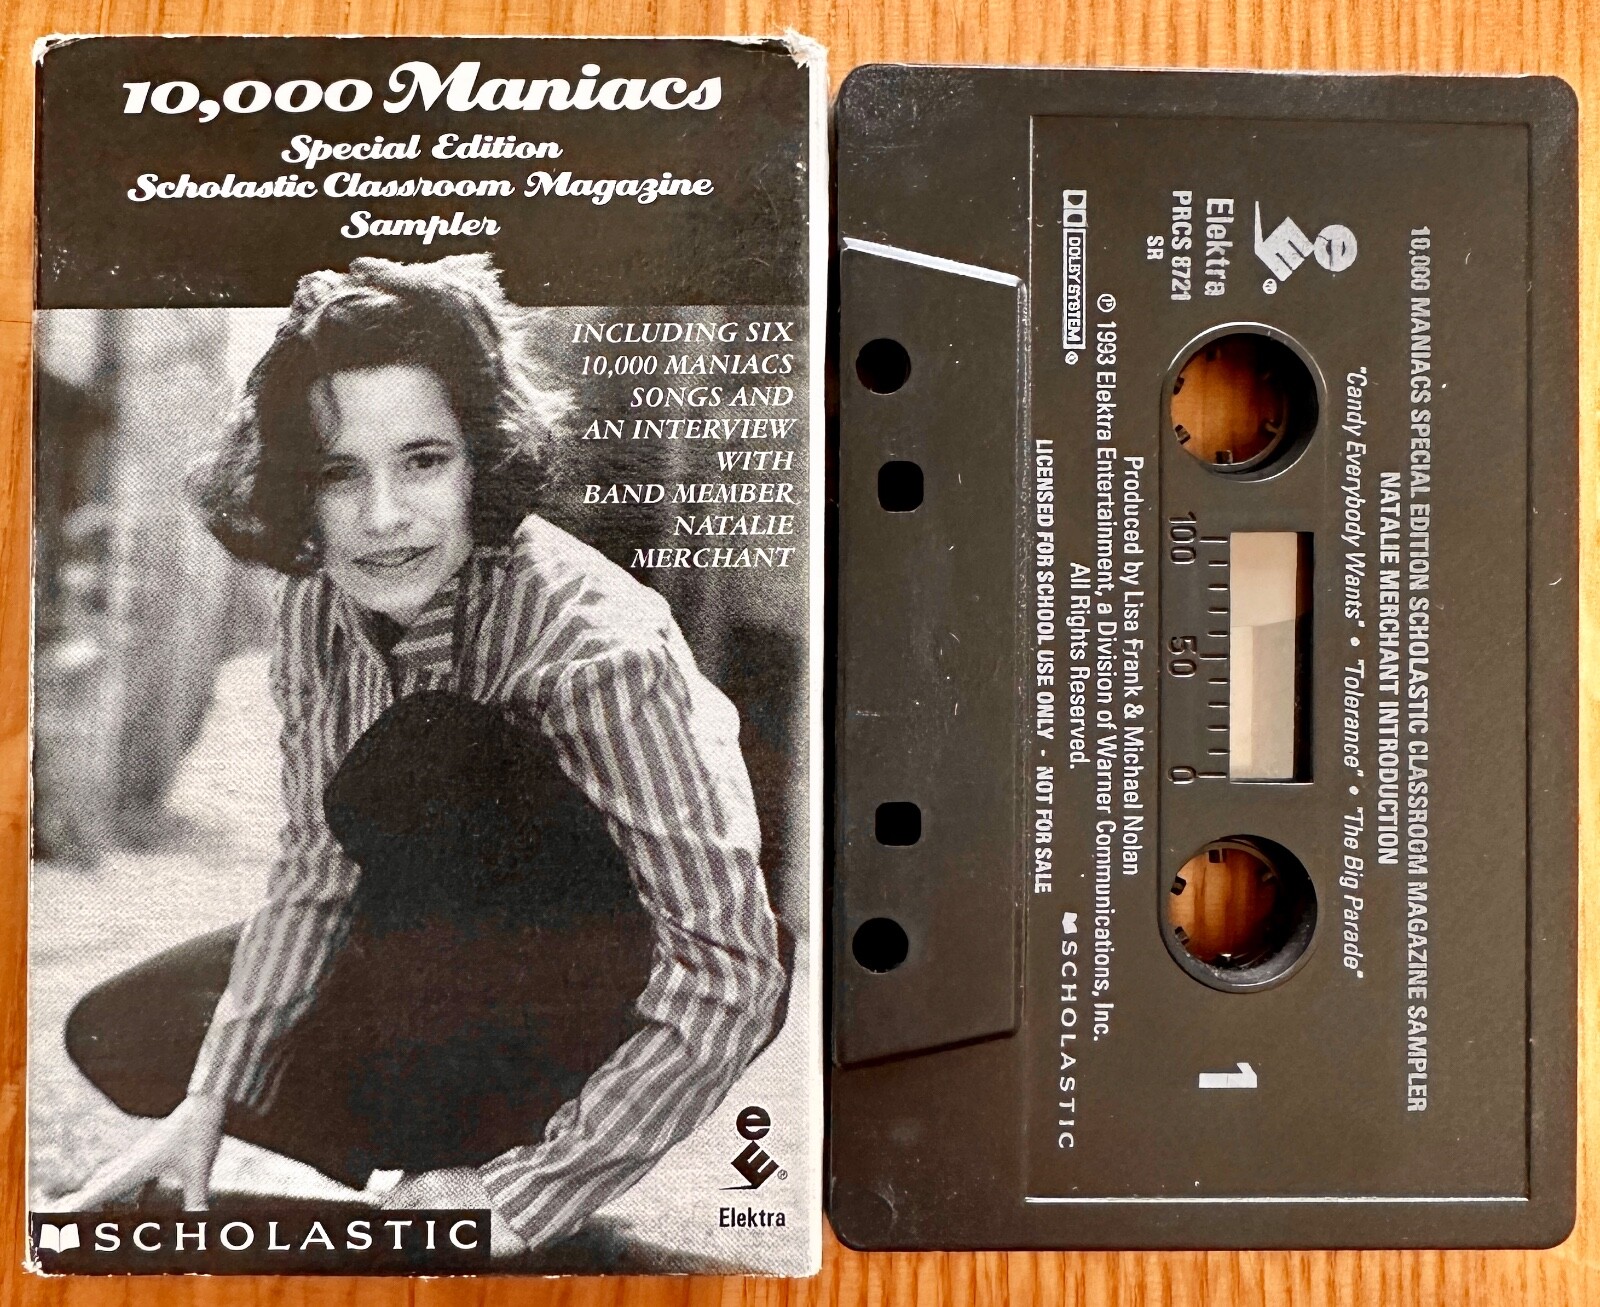 10,000 Maniacs
Special Edition
Scholastic Classroom Magazine
Sampler
INCLUDING SIX
10,000 MANIACS
SONGS AND
AN INTERVIEW
WITH
BAND MEMBER
NATALIE
MERCHANT
e
E®
Elektra
SCHOLASTIC
10,000 MANIACS SPECIAL EDITION SCHOLASTIC CLASSROOM MAGAZINE SAMPLER
NATALIE MERCHANT INTRODUCTION
"Candy Everybody Wants" • "Tolerance" • "The Big Parade"
e
E®
Elektra
PRCS 8721
SR
1
100 50 0
Produced by Lisa Frank & Michael Nolan
℗ 1993 Elektra Entertainment, a Division of Warner Communications, Inc.
All Rights Reserved.
DOLBY SYSTEM®
LICENSED FOR SCHOOL USE ONLY - NOT FOR SALE
SCHOLASTIC